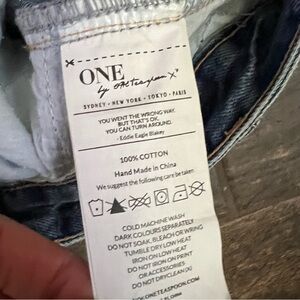 ONE
by One Teaspoon X
SYDNEY • NEW YORK • TOKYO • PARIS
YOU WENT THE WRONG WAY.
BUT THAT'S OK.
YOU CAN TURN AROUND.
- Eddie Eagle Blakey
100% COTTON
Hand Made in China
We suggest the following care be taken
COLD MACHINE WASH
DARK COLOURS SEPARATELY
DO NOT SOAK, BLEACH OR WRING
TUMBLE DRY LOW HEAT
IRON ON LOW HEAT
DO NOT IRON ON PRINT
OR ACCESSORIES
DO NOT DRYCLEAN (X)
ONETEASPOON.COM